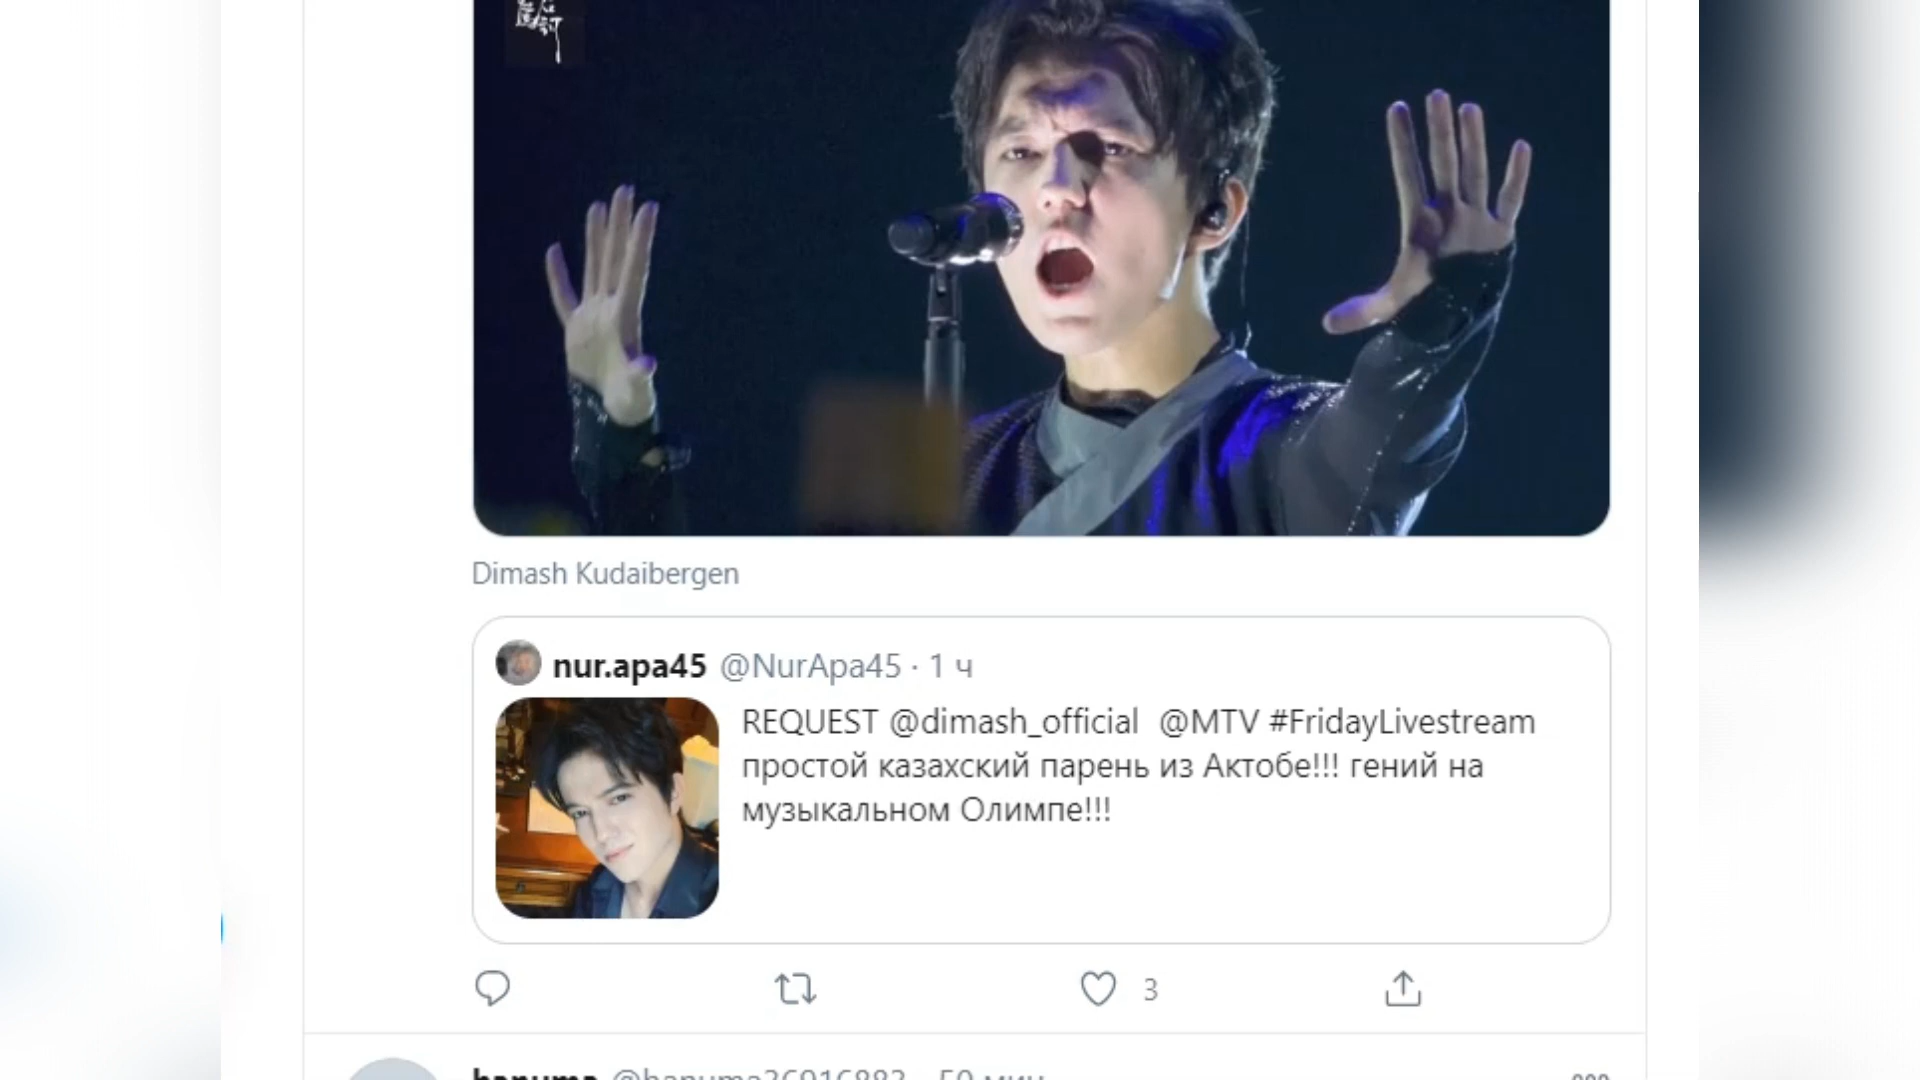 Dimash Kudaibergen
nur.apa45 @NurApa45 · 1 ч
REQUEST @dimash_official @MTV #FridayLivestream
простой казахский парень из Актобе!!! гений на
музыкальном Олимпе!!!
3